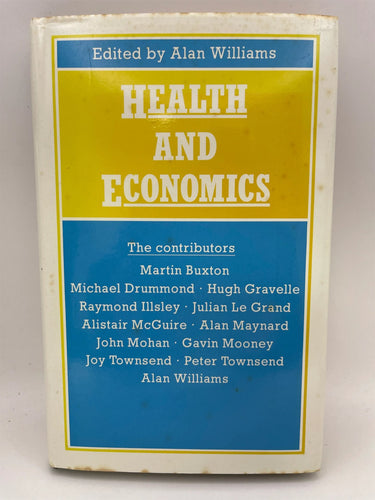 Edited by Alan Williams
HEALTH
AND
ECONOMICS
The contributors
Martin Buxton
Michael Drummond · Hugh Gravelle
Raymond Illsley · Julian Le Grand
Alistair McGuire · Alan Maynard
John Mohan · Gavin Mooney
Joy Townsend · Peter Townsend
Alan Williams